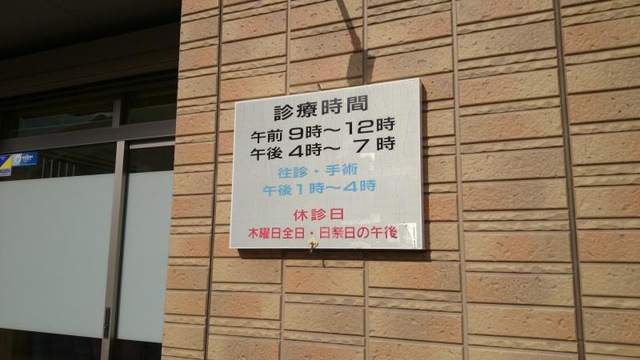 診療時間
午前 9時~12時
午後 4時~ 7時
往診・手術
午後1時~4時
休診日
木曜日全日・日祭日の午後